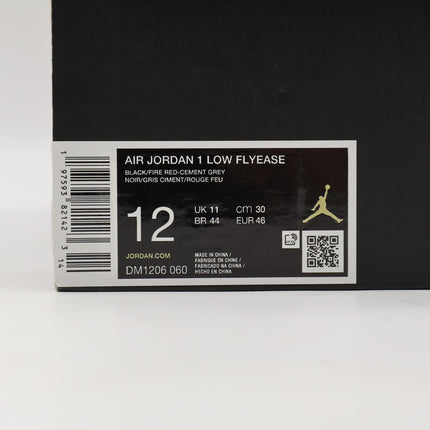 AIR JORDAN 1 LOW FLYEASE
BLACK/FIRE RED-CEMENT GREY
NOIR/GRIS CIMENT/ROUGE FEU
12
UK 11 CM 30
BR 44 EUR 46
JORDAN.COM
DM1206 060
MADE IN CHINA /
FABRIQUE EN CHINE /
FABRICADO NA CHINA /
HECHO EN CHINA
1 97593 82142 3 14